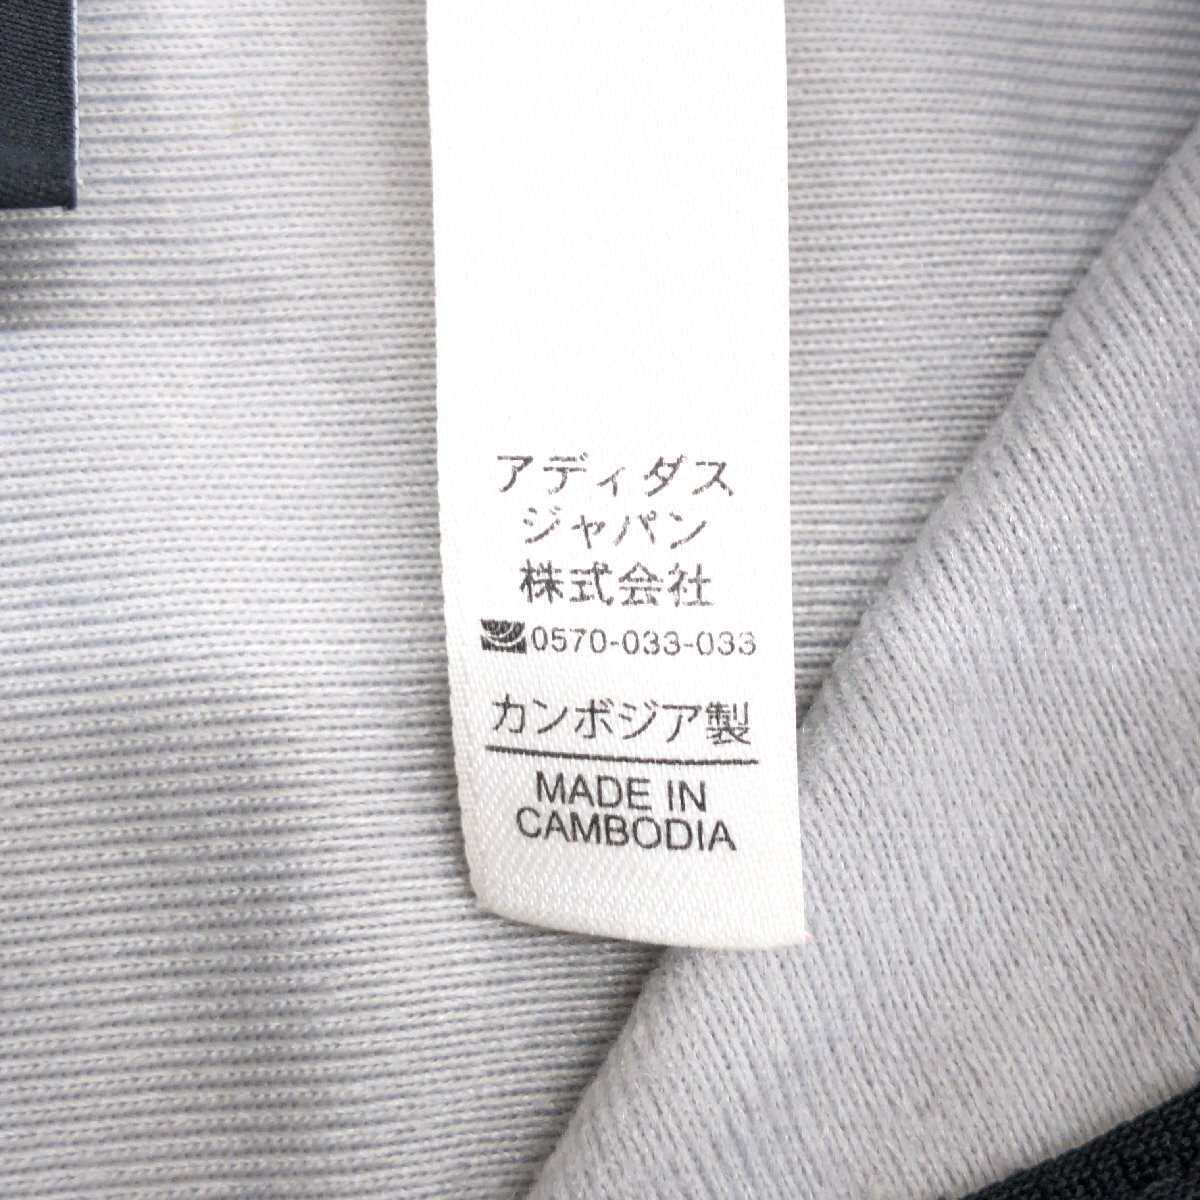 アディダス
ジャパン
株式会社
0570-033-033
カンボジア製
MADE IN
CAMBODIA